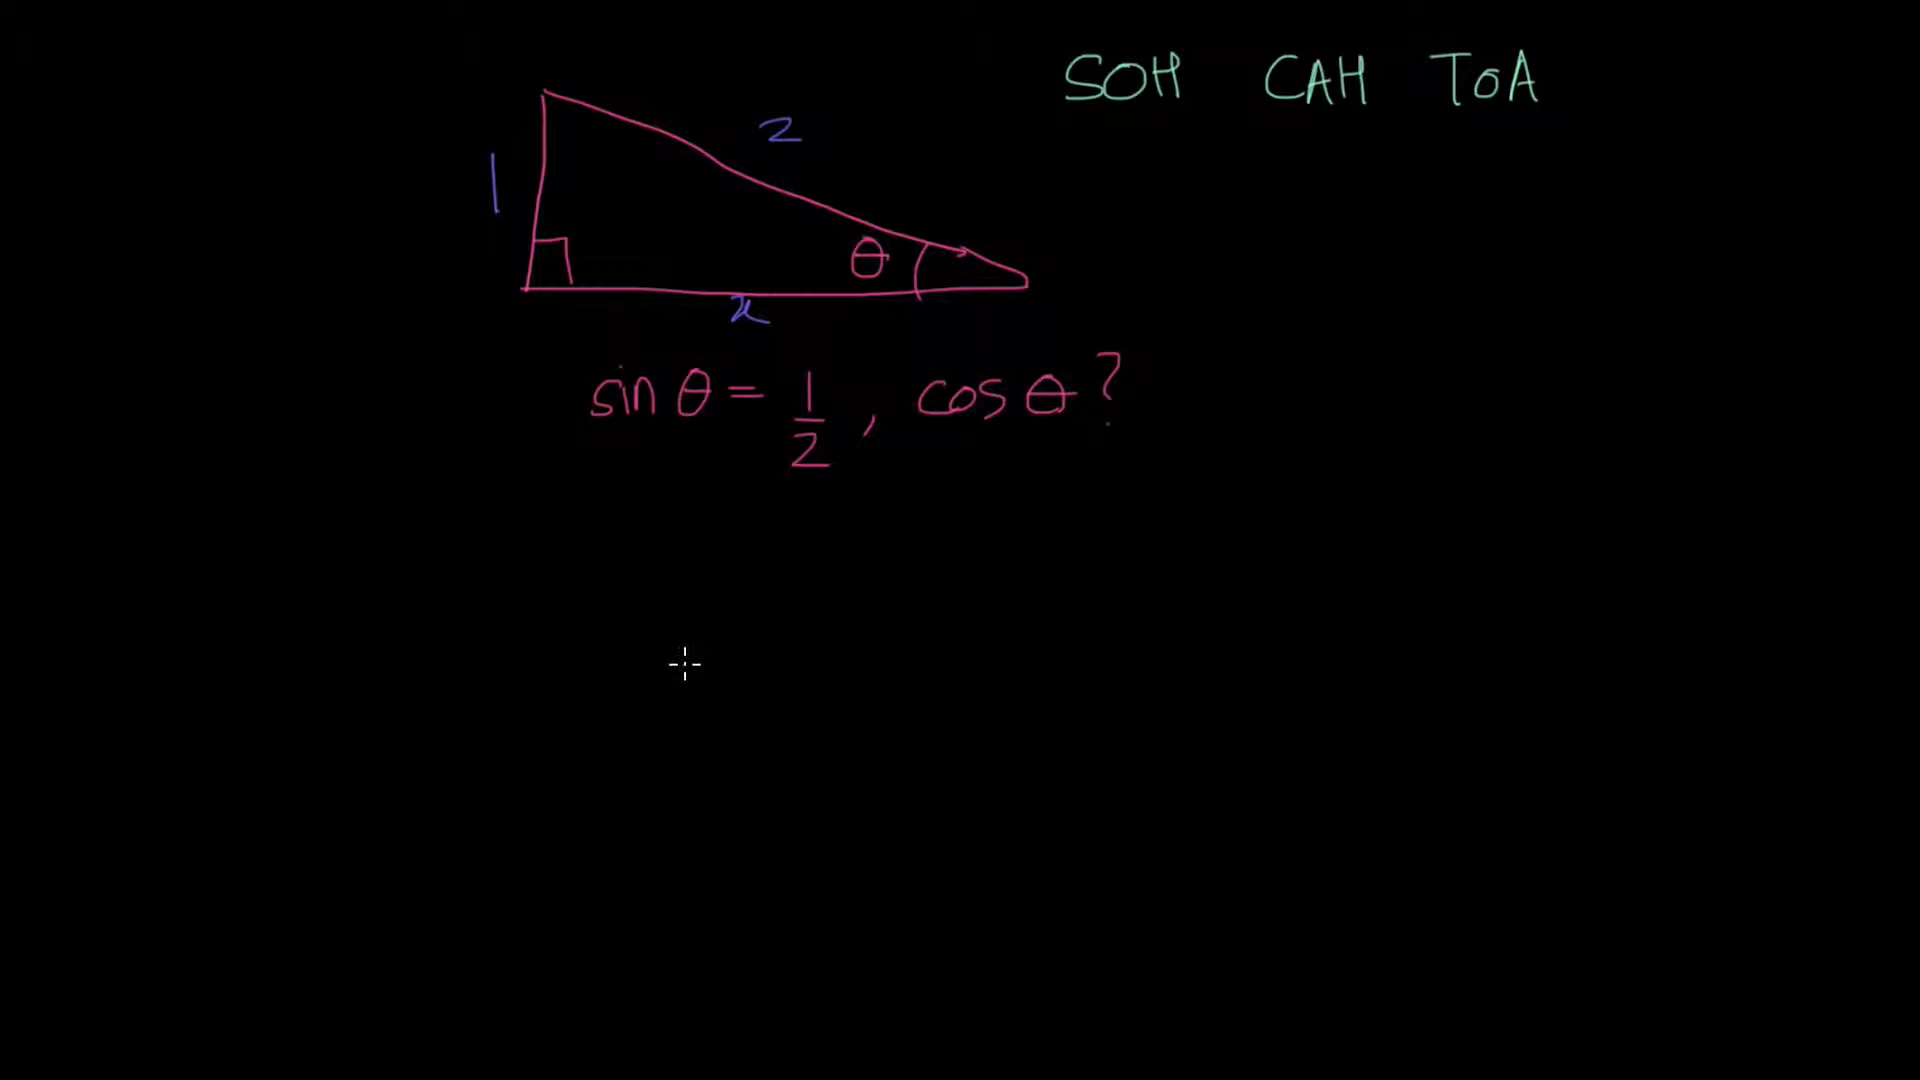 SOH CAH TOA
2
1
θ
x
sin θ = 1/2, cos θ?